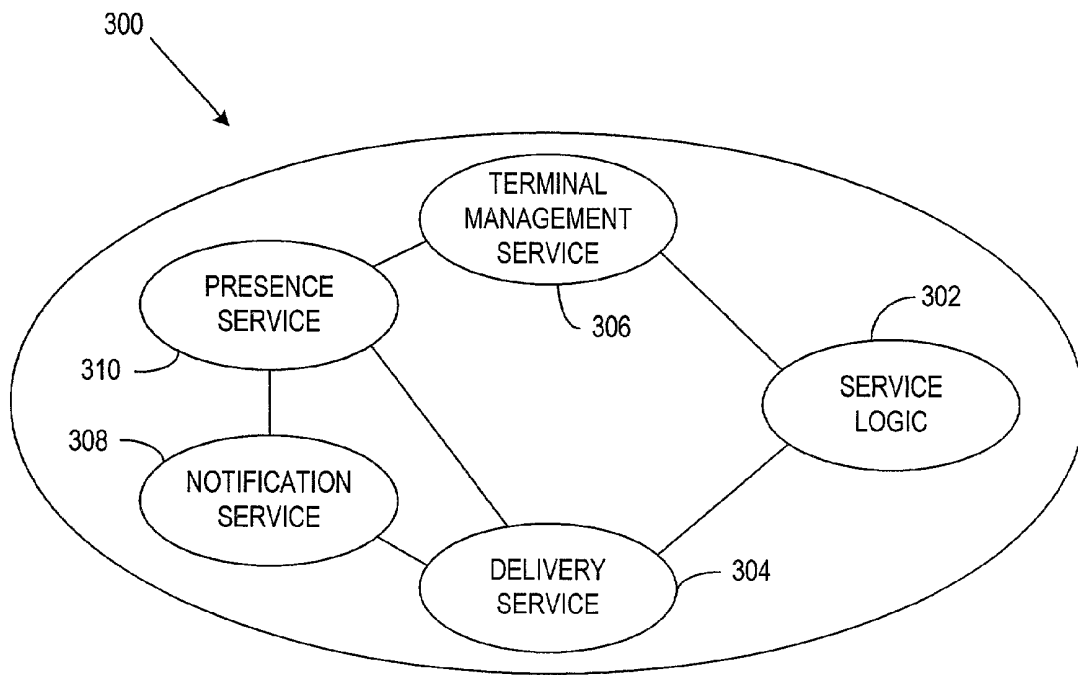 300
TERMINAL
MANAGEMENT
SERVICE
306
PRESENCE
SERVICE
310
302
SERVICE
LOGIC
308
NOTIFICATION
SERVICE
DELIVERY
SERVICE
304